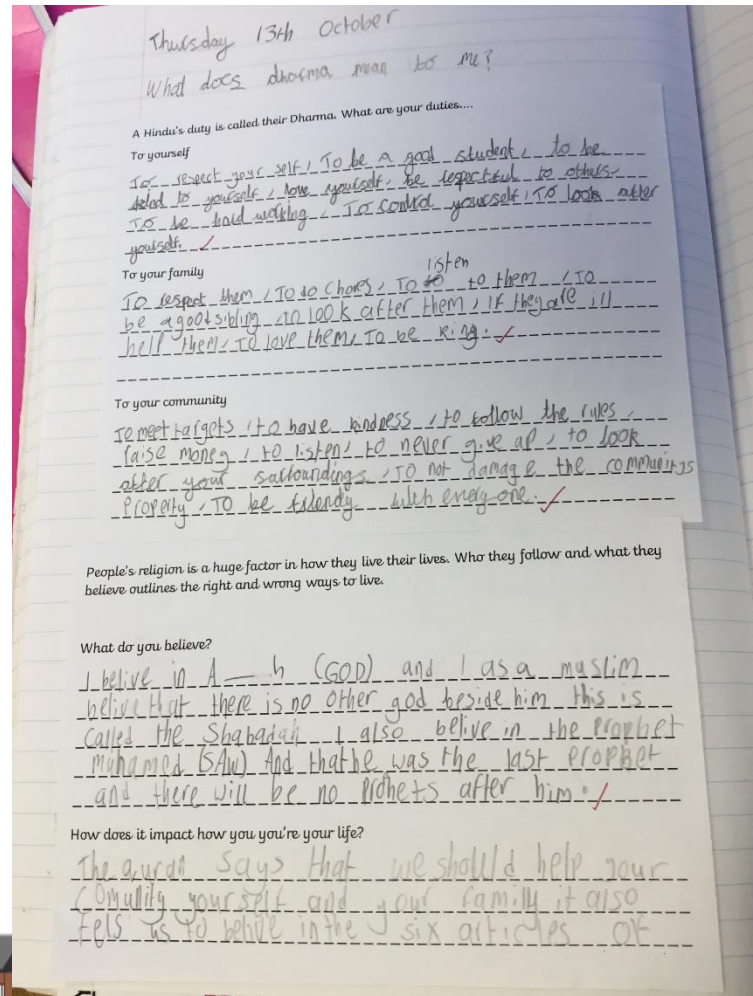 Thursday 13th October
What does dharma mean to me?
A Hindu's duty is called their Dharma. What are your duties....
To yourself
To respect your self, To be a good student, to be
kind to yourself, love yourself, be respectful to others,
To be hard working, To control yourself, To look after
yourself.
To your family
listen
To respect them, To do chores, To to to them, To
be a good sibling to look after them, If they are ill
help them, To love them, To be king.
To your community
To meet targets, to have kindness, to follow the rules,
raise money, to listen, to never give up, to look
after your sarroundings, To not damage the communitys
Property, To be friendy with every one.
People's religion is a huge factor in how they live their lives. Who they follow and what they
believe outlines the right and wrong ways to live.
What do you believe?
I belive in A__h (GOD) and I as a muslim
belive that there is no other god beside him this is
called the Shahadah I also belive in the prophet
Muhamed (SAW) And that he was the last prophet
and there will be no Prohets after him.
How does it impact how you you're your life?
The quran says that we should help your
Comunity yourself and your family it also
tels us to belive in the six articles of